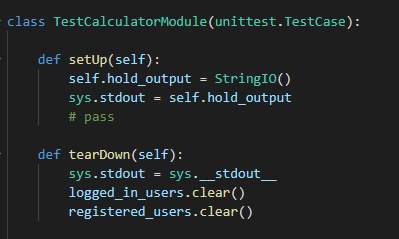 class TestCalculatorModule(unittest.TestCase):
def setUp(self):
self.hold_output = StringIO()
sys.stdout = self.hold_output
# pass
def tearDown(self):
sys.stdout = sys.__stdout__
logged_in_users.clear()
registered_users.clear()